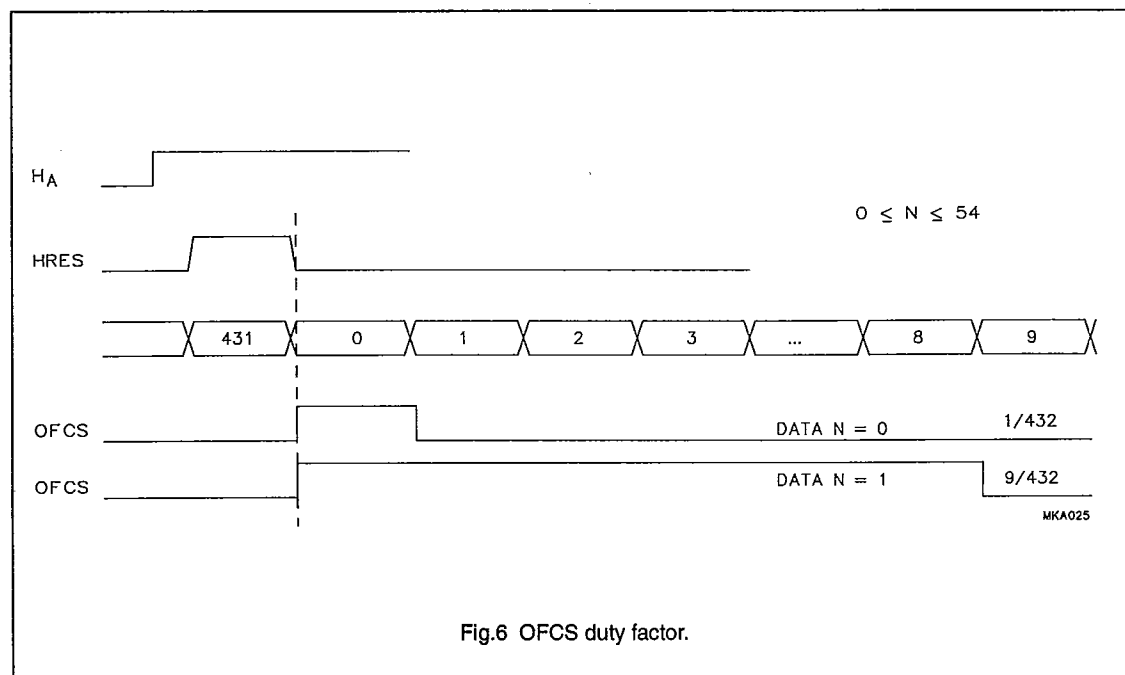 HA
0 ≤ N ≤ 54
HRES
431 0 1 2 3 ... 8 9
OFCS DATA N = 0 1/432
OFCS DATA N = 1 9/432
MKA025
Fig.6 OFCS duty factor.